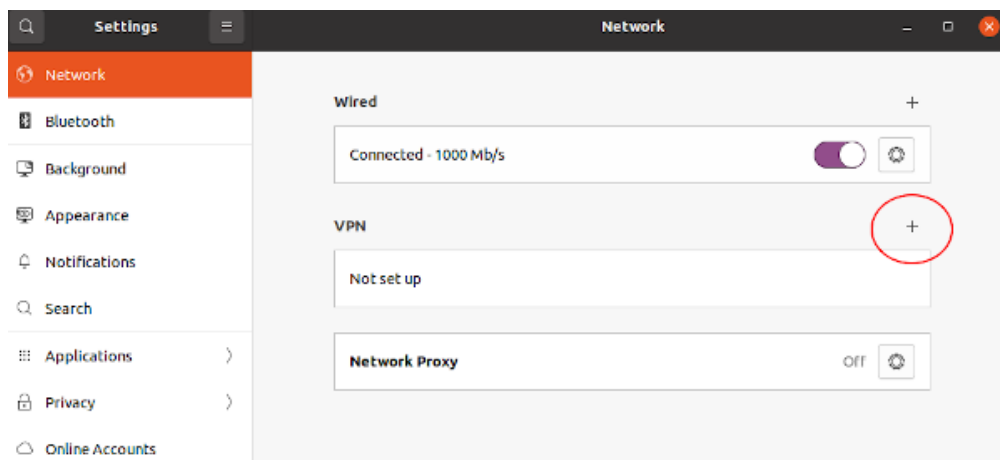 Settings
Network
Network
Bluetooth
Background
Appearance
Notifications
Search
Applications
Privacy
Online Accounts
Wired
Connected - 1000 Mb/s
VPN
Not set up
Network Proxy Off